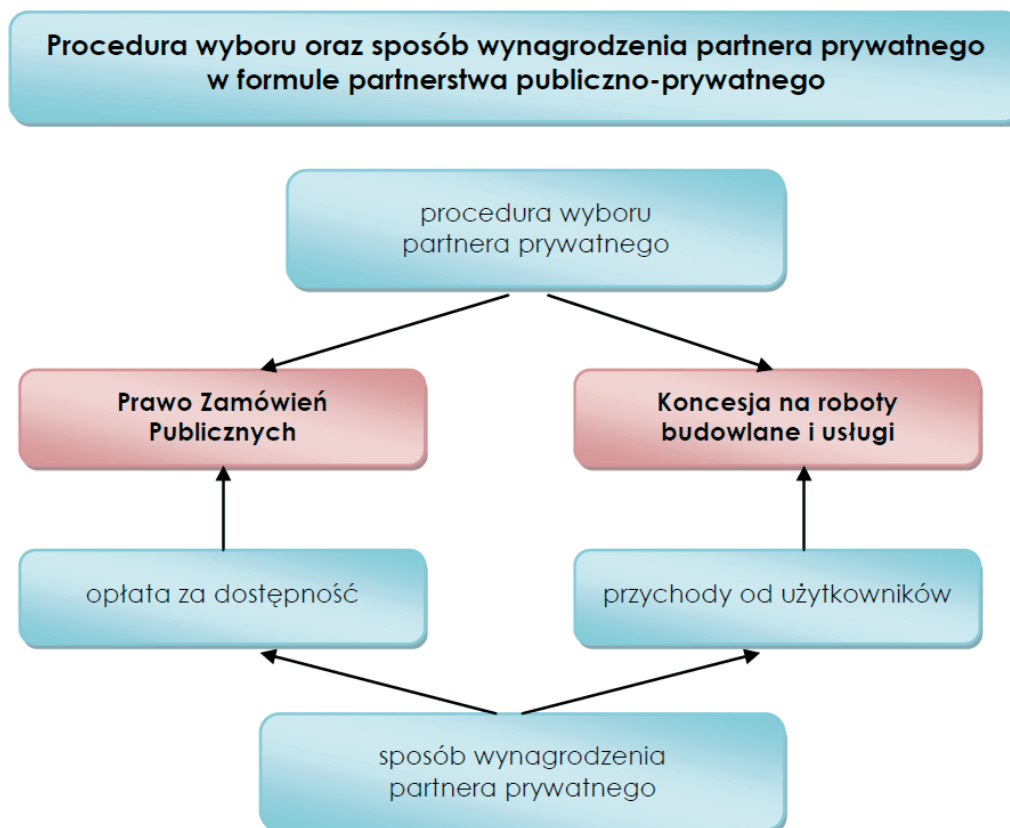 Procedura wyboru oraz sposób wynagrodzenia partnera prywatnego
w formule partnerstwa publiczno-prywatnego
procedura wyboru
partnera prywatnego
Prawo Zamówień
Publicznych
Koncesja na roboty
budowlane i usługi
opłata za dostępność
przychody od użytkowników
sposób wynagrodzenia
partnera prywatnego